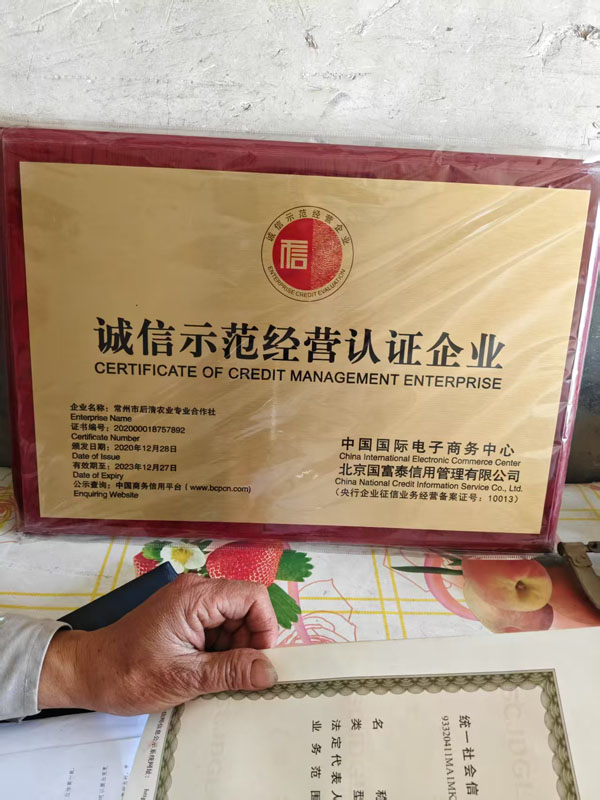 诚信示范经营企业
信
ENTERPRISE CREDIT EVALUATION
诚信示范经营认证企业
CERTIFICATE OF CREDIT MANAGEMENT ENTERPRISE
企业名称：常州市后清农业专业合作社
Enterprise Name
证书编号：202000018757892
Certificate Number
颁发日期：2020年12月28日
Date of Issue
有效期至：2023年12月27日
Date of Expiry
公示查询：中国商务信用平台（www.bcpcn.com）
Enquiring Website
中国国际电子商务中心
China International Electronic Commerce Center
北京国富泰信用管理有限公司
China National Credit Information Service Co., Ltd.
（央行企业征信业务经营备案证号：10013）
统一社会信
93320411MA1MK
名称
类型
法定代表人
业务范围